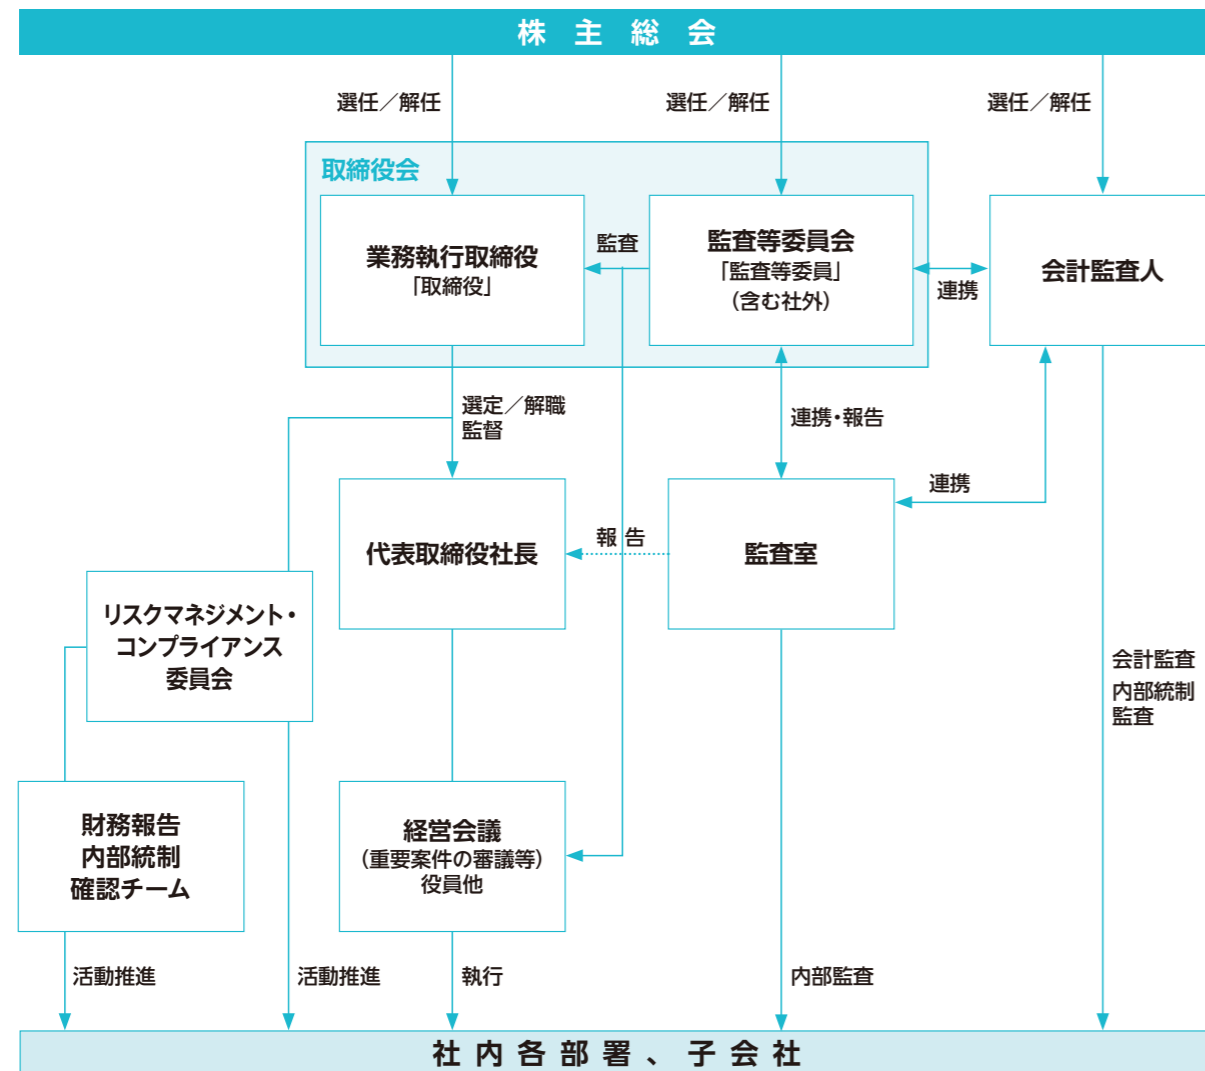 株主総会
選任／解任
選任／解任
選任／解任
取締役会
業務執行取締役
「取締役」
監査
監査等委員会
「監査等委員」
（含む社外）
連携
会計監査人
選定／解職
監督
連携・報告
連携
代表取締役社長
報告
監査室
リスクマネジメント・
コンプライアンス
委員会
会計監査
内部統制
監査
財務報告
内部統制
確認チーム
経営会議
（重要案件の審議等）
役員他
活動推進
活動推進
執行
内部監査
社内各部署、子会社